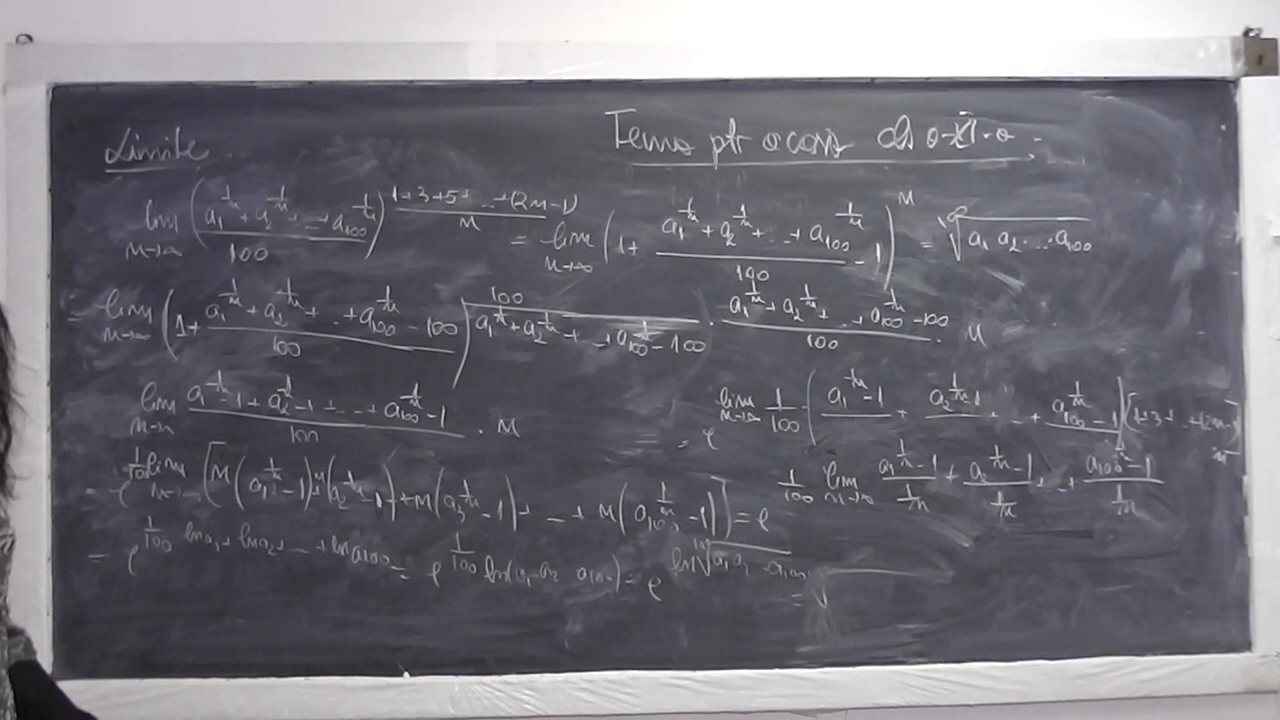 Limite
Tema ptr acasă cls a XI-a
lim n→∞ ( (a₁^(1/n) + a₂^(1/n) + ... + a₁₀₀^(1/n)) / 100 )^((1+3+5+...+(2n-1))/n) = lim n→∞ ( 1 + (a₁^(1/n) + a₂^(1/n) + ... + a₁₀₀^(1/n)) / 100 - 1 )^n = √(a₁ a₂ ... a₁₀₀)
= lim n→∞ ( 1 + (a₁^(1/n) + a₂^(1/n) + ... + a₁₀₀^(1/n) - 100) / 100 )^(100 / (a₁^(1/n) + a₂^(1/n) + ... + a₁₀₀^(1/n) - 100) · (a₁^(1/n) + a₂^(1/n) + ... + a₁₀₀^(1/n) - 100) / 100 · n)
lim n→∞ (a₁^(1/n) - 1 + a₂^(1/n) - 1 + ... + a₁₀₀^(1/n) - 1) / 100 · n
= e^(lim n→∞ 1/100 (a₁^(1/n) - 1 + a₂^(1/n) - 1 + ... + a₁₀₀^(1/n) - 1)
= e^(1/100 lim n→∞ [n(a₁^(1/n) - 1) + n(a₂^(1/n) - 1) + n(a₃^(1/n) - 1) + ... + n(a₁₀₀^(1/n) - 1)]) = e^(1/100 lim n→∞ (a₁^(1/n) - 1)/(1/n) + (a₂^(1/n) - 1)/(1/n) + ... + (a₁₀₀^(1/n) - 1)/(1/n))
= e^(1/100 ln a₁ + ln a₂ + ... + ln a₁₀₀) = e^(1/100 ln(a₁ · a₂ a₁₀₀)) = e^(ln ¹⁰⁰√(a₁ a₂ ... a₁₀₀))
= √